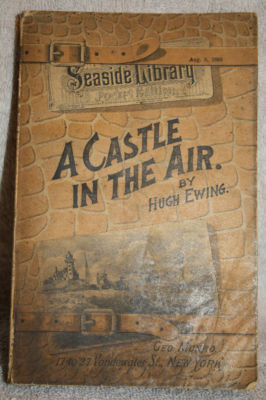 Aug. 8, 1888
Seaside Library
Pocket Edition
A CASTLE
IN THE AIR.
BY
HUGH EWING.
GEO MUNRO
17 TO 27 Vandewater St., NEW YORK